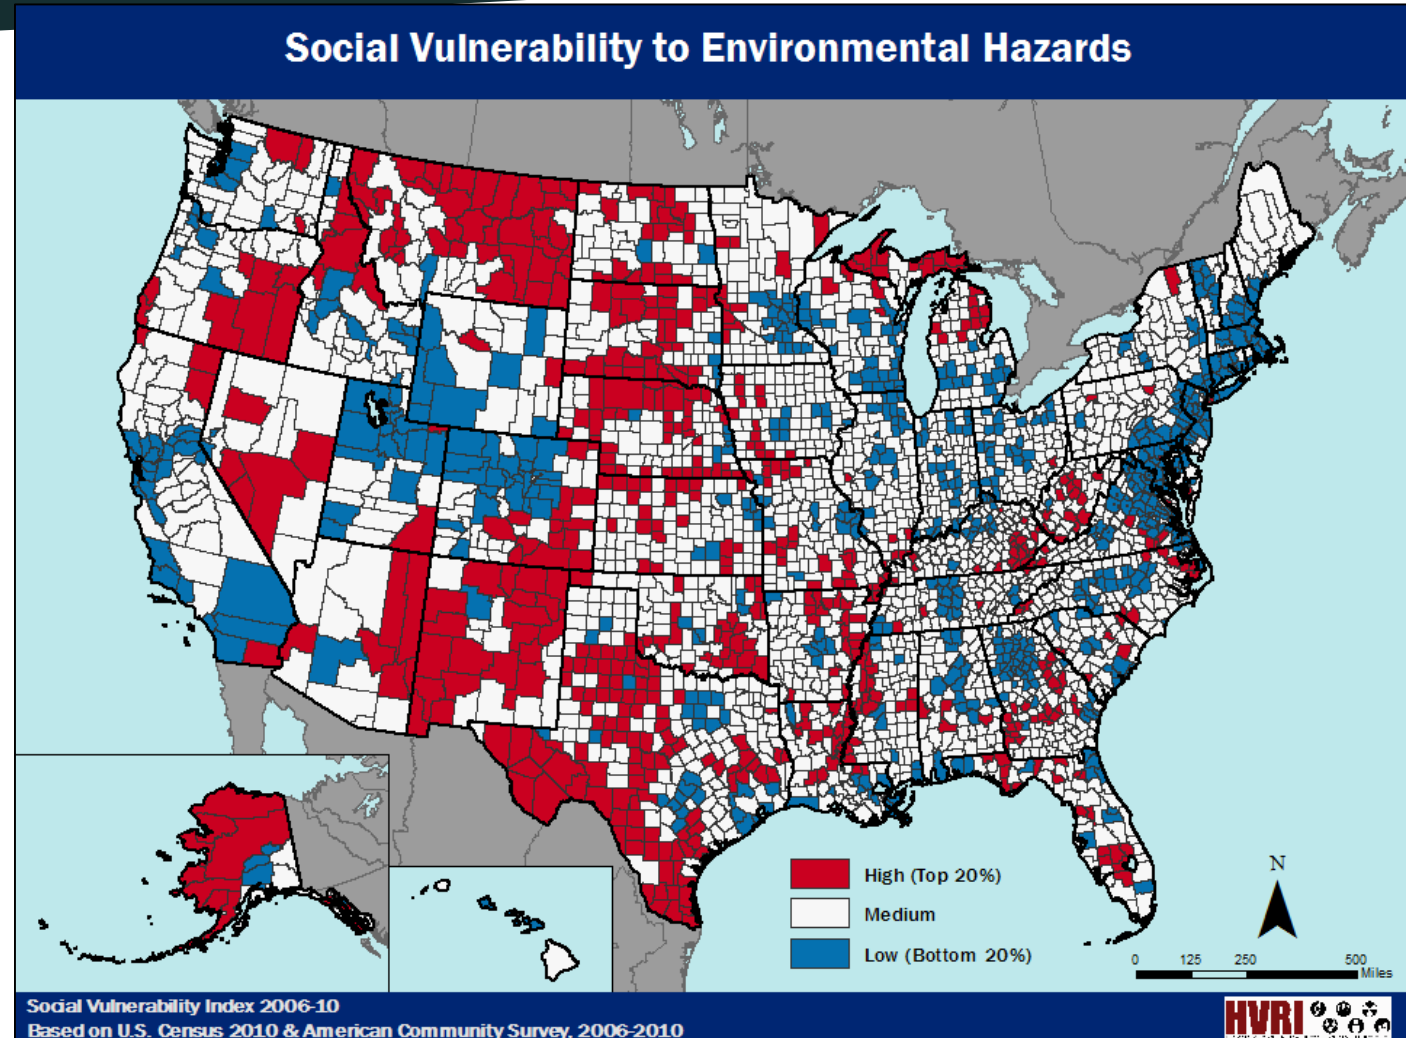 Social Vulnerability to Environmental Hazards
High (Top 20%)
Medium
Low (Bottom 20%)
N
0 125 250 500
Miles
Social Vulnerability Index 2006-10
Based on U.S. Census 2010 & American Community Survey, 2006-2010
HVRI